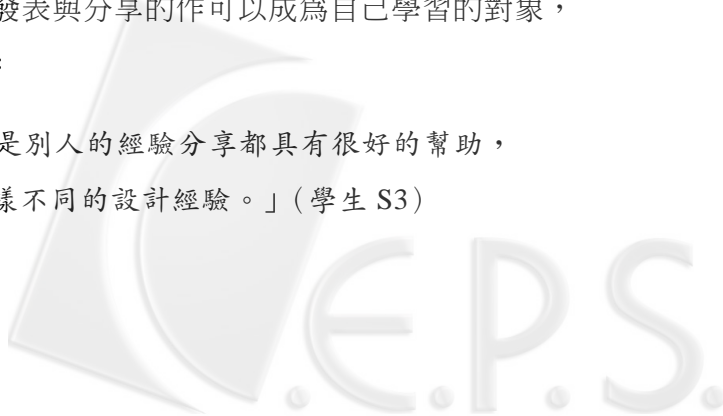 發表與分享的作可以成為自己學習的對象，
：
是別人的經驗分享都具有很好的幫助，
樣不同的設計經驗。」（學生 S3）
C.E.P.S.